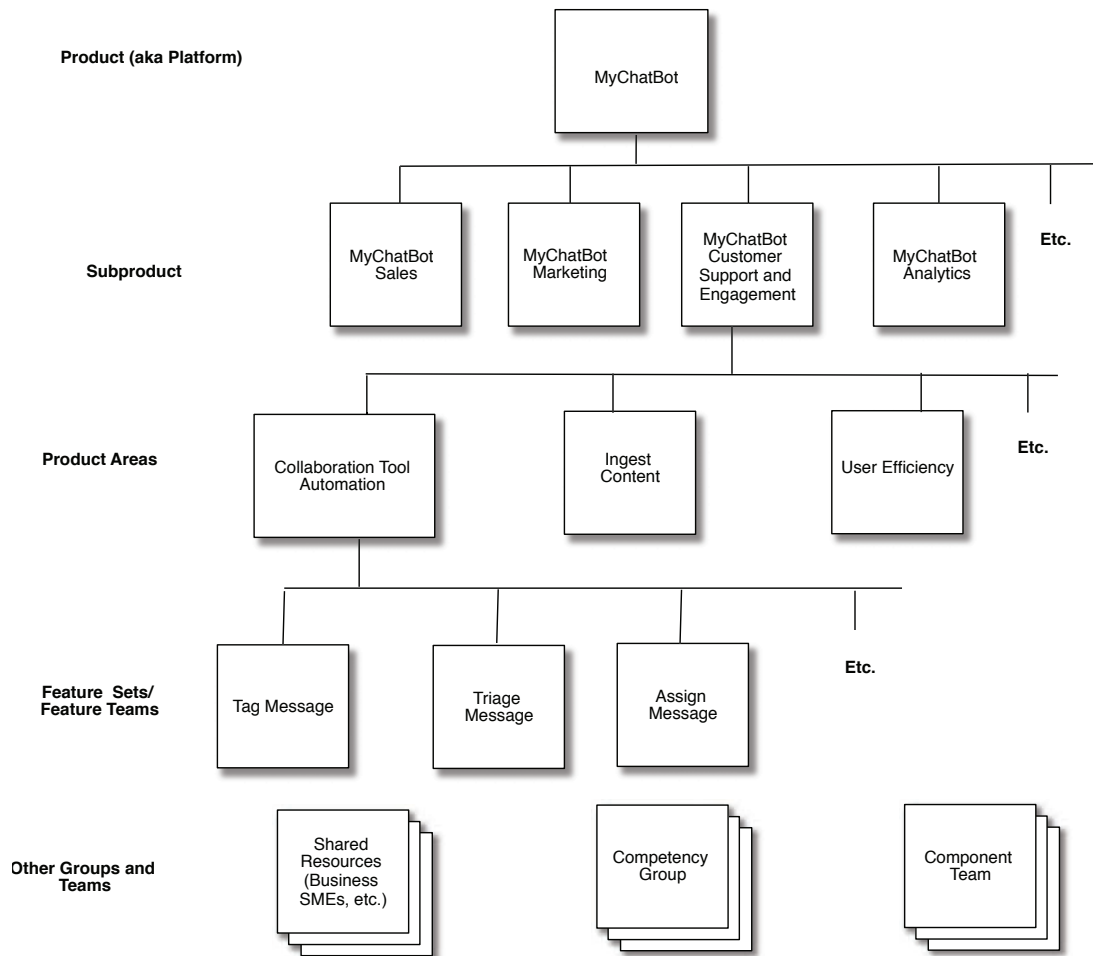 Product (aka Platform)
MyChatBot
Subproduct
MyChatBot
Sales
MyChatBot
Marketing
MyChatBot
Customer
Support and
Engagement
MyChatBot
Analytics
Etc.
Product Areas
Collaboration Tool
Automation
Ingest
Content
User Efficiency
Etc.
Feature Sets/
Feature Teams
Tag Message
Triage
Message
Assign
Message
Etc.
Other Groups and
Teams
Shared
Resources
(Business
SMEs, etc.)
Competency
Group
Component
Team